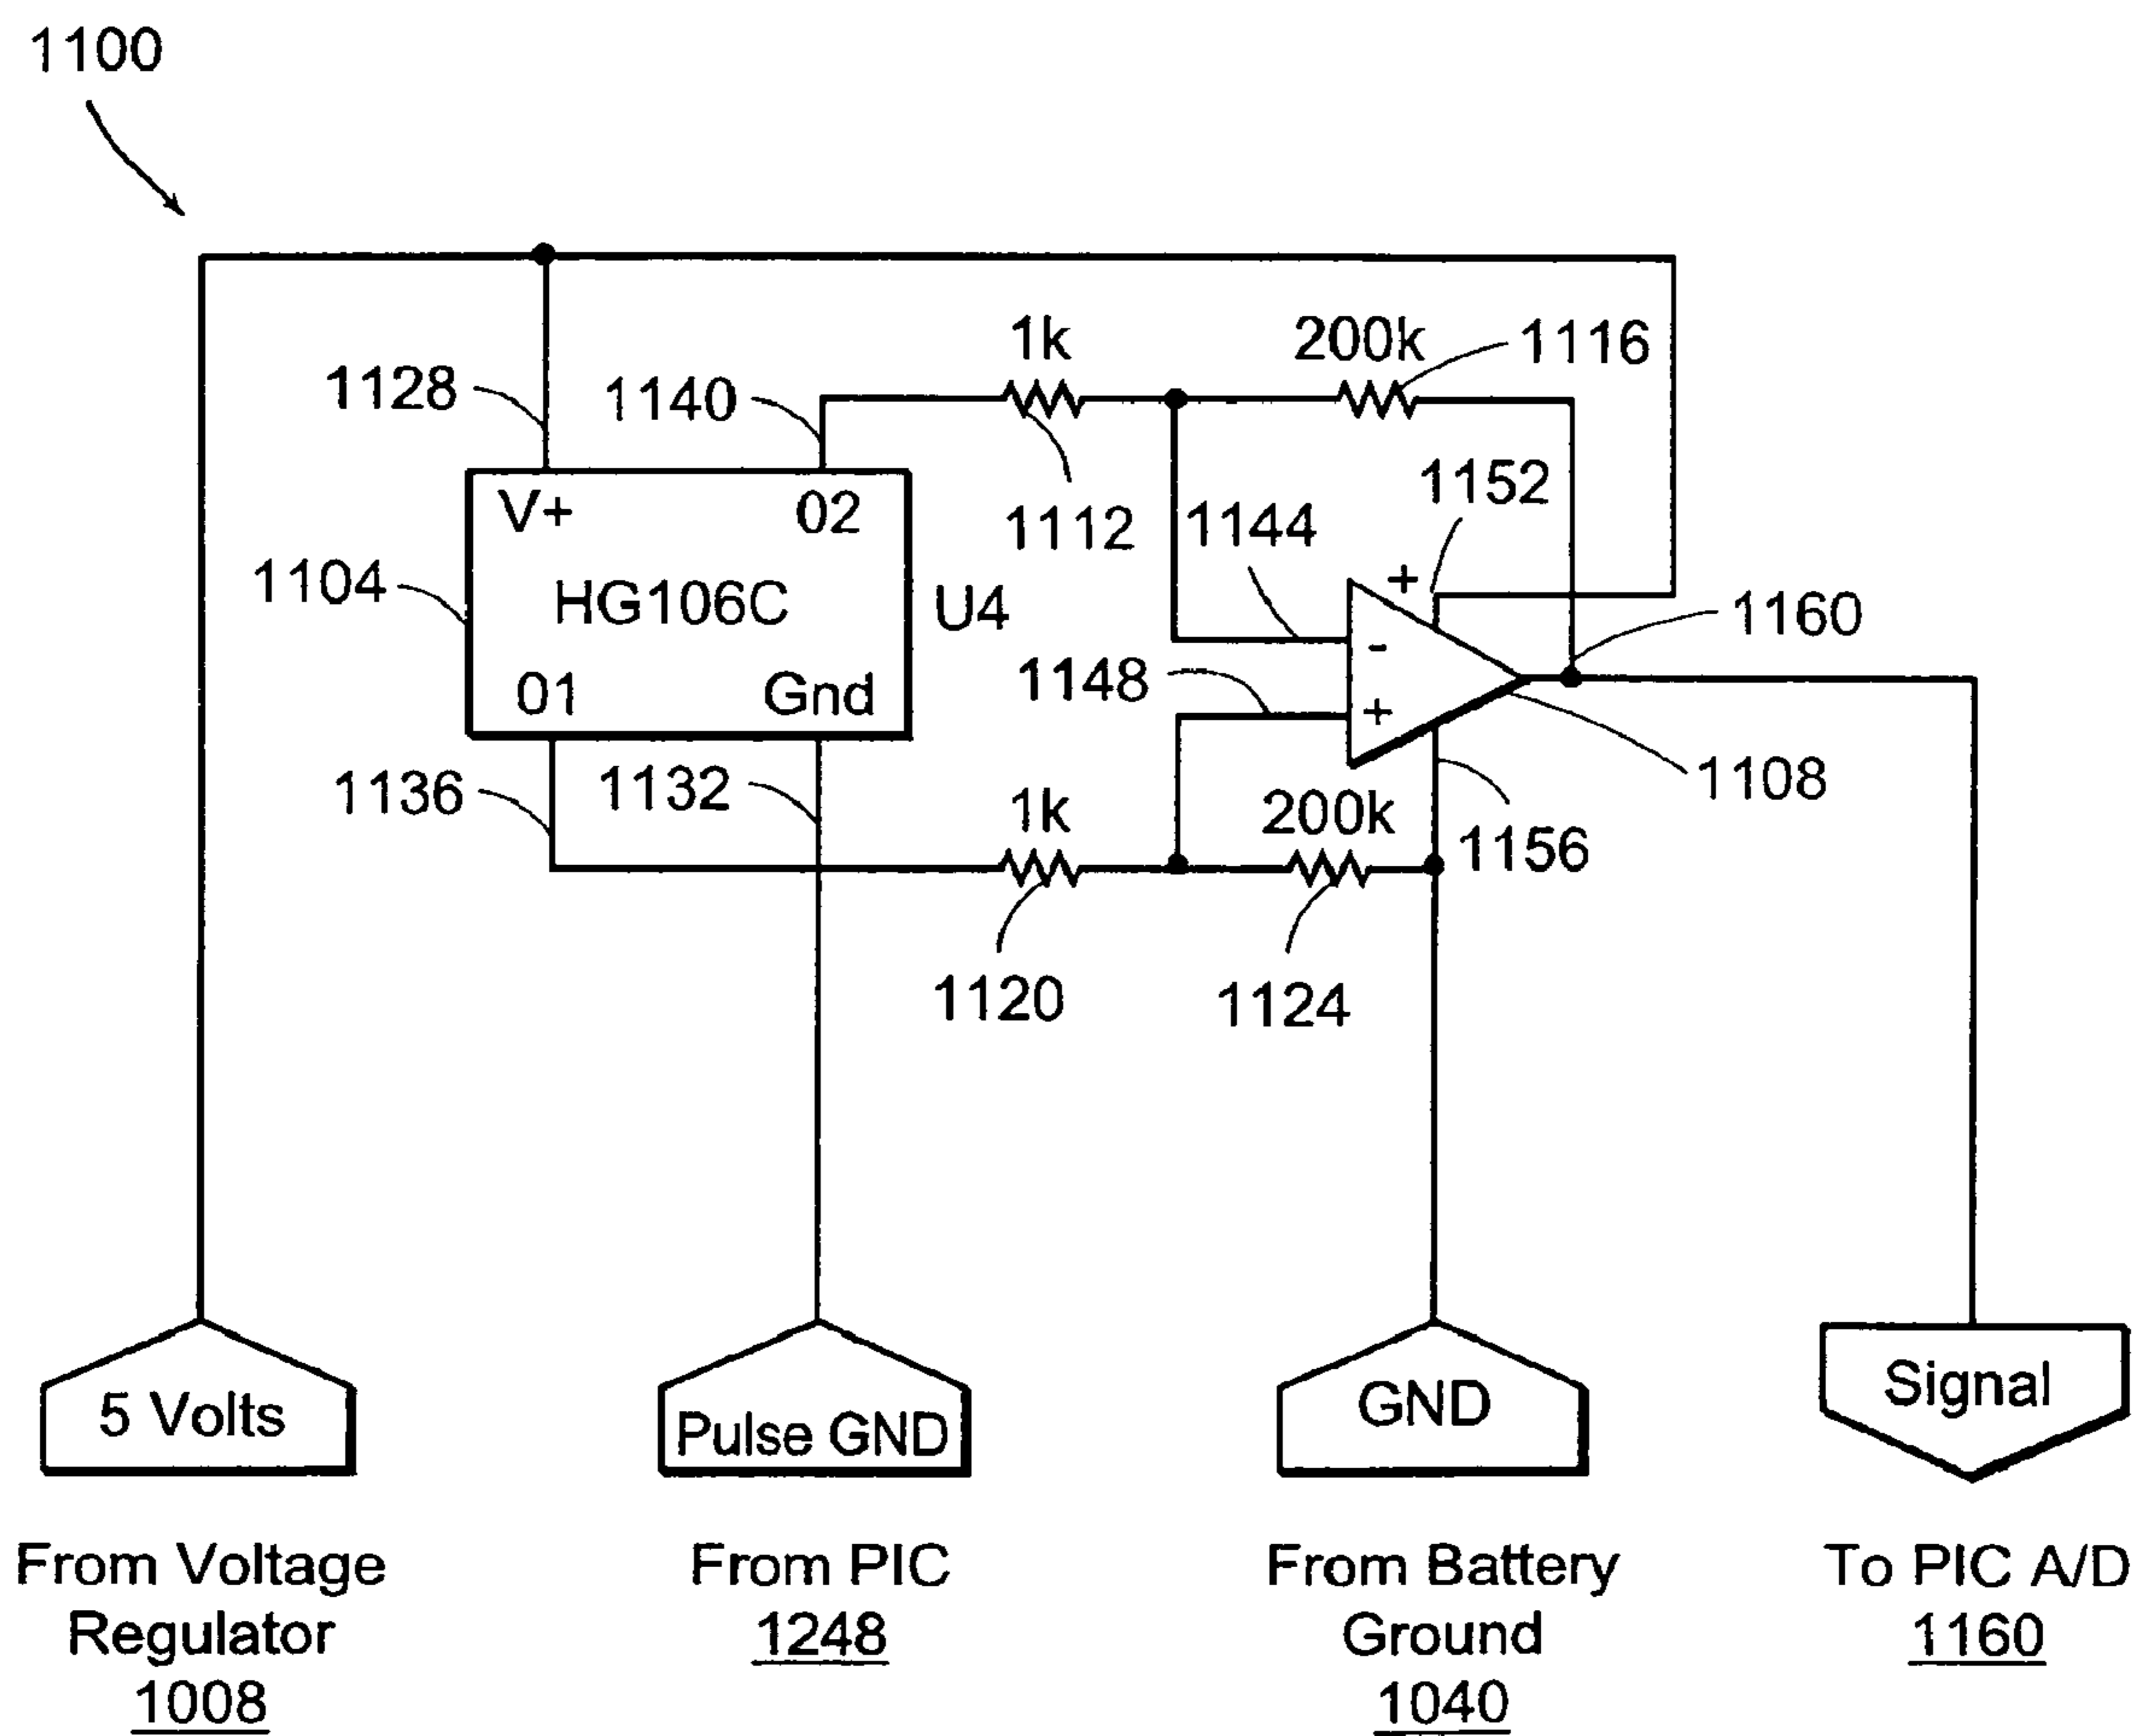 1100
1k
200k
1116
1128
1140
1152
1112
1144
V+
02
+
1104
HG106C
U4
-
1160
1148
+
01
Gnd
1136
1132
1k
200k
1108
1156
1120
1124
5 Volts
Pulse GND
GND
Signal
From Voltage
Regulator
1008
From PIC
1248
From Battery
Ground
1040
To PIC A/D
1160